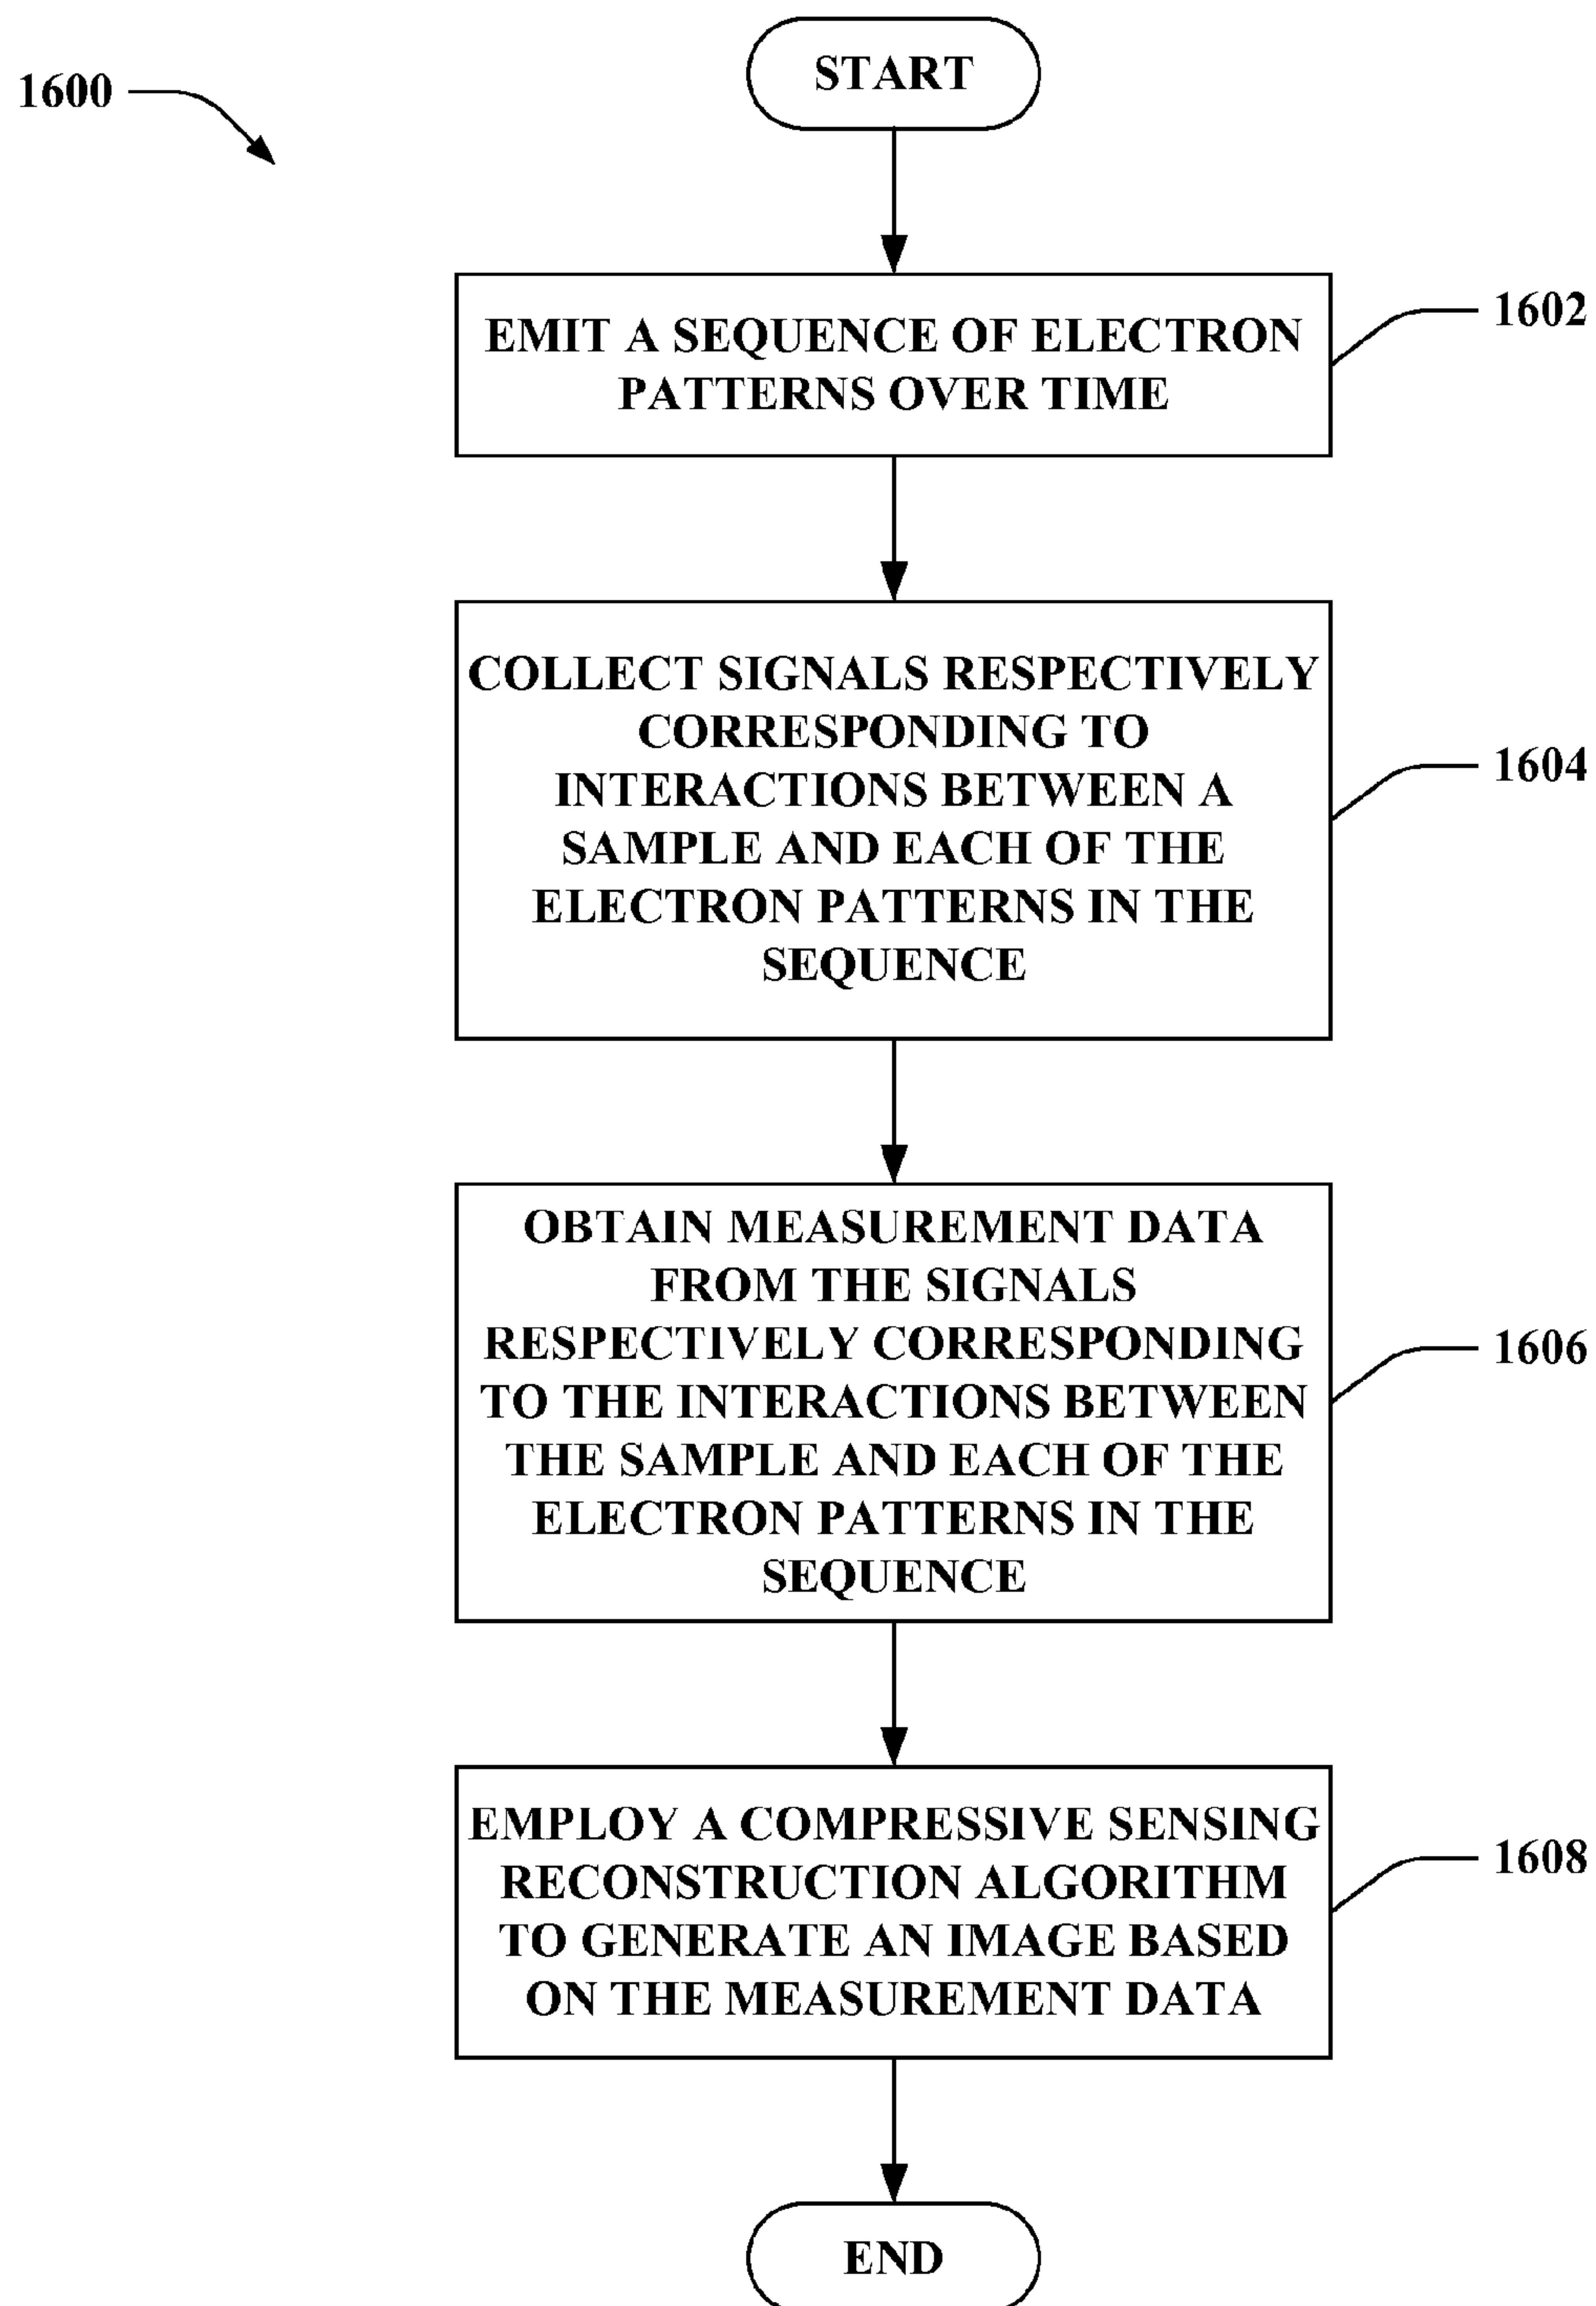 START
1600
EMIT A SEQUENCE OF ELECTRON
PATTERNS OVER TIME
1602
COLLECT SIGNALS RESPECTIVELY
CORRESPONDING TO
INTERACTIONS BETWEEN A
SAMPLE AND EACH OF THE
ELECTRON PATTERNS IN THE
SEQUENCE
1604
OBTAIN MEASUREMENT DATA
FROM THE SIGNALS
RESPECTIVELY CORRESPONDING
TO THE INTERACTIONS BETWEEN
THE SAMPLE AND EACH OF THE
ELECTRON PATTERNS IN THE
SEQUENCE
1606
EMPLOY A COMPRESSIVE SENSING
RECONSTRUCTION ALGORITHM
TO GENERATE AN IMAGE BASED
ON THE MEASUREMENT DATA
1608
END